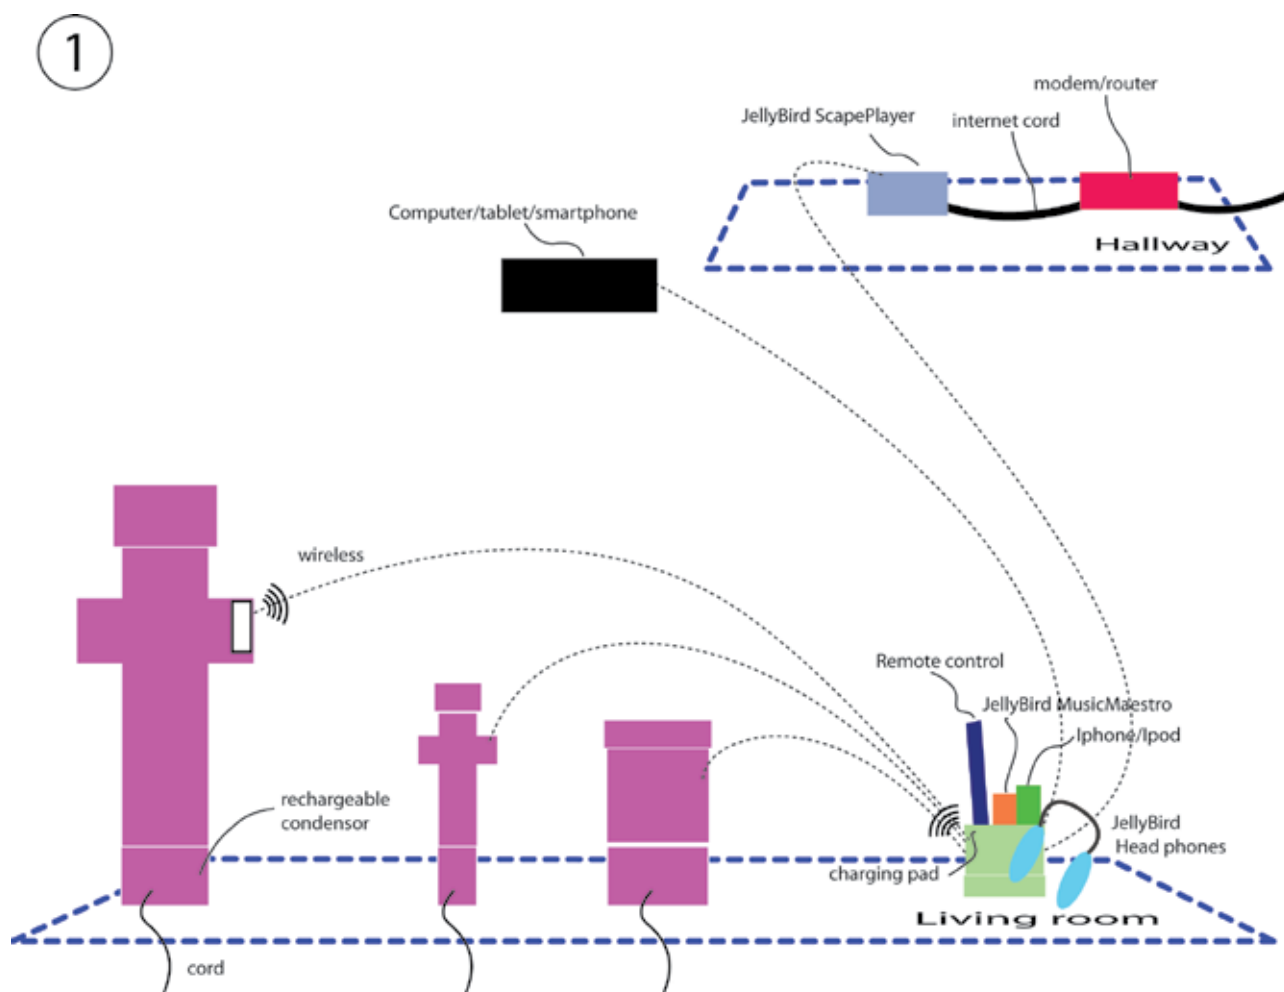 1
modem/router
JellyBird ScapePlayer
internet cord
Computer/tablet/smartphone
Hallway
wireless
Remote control
JellyBird MusicMaestro
Iphone/Ipod
rechargeable
condensor
JellyBird
Head phones
charging pad
Living room
cord